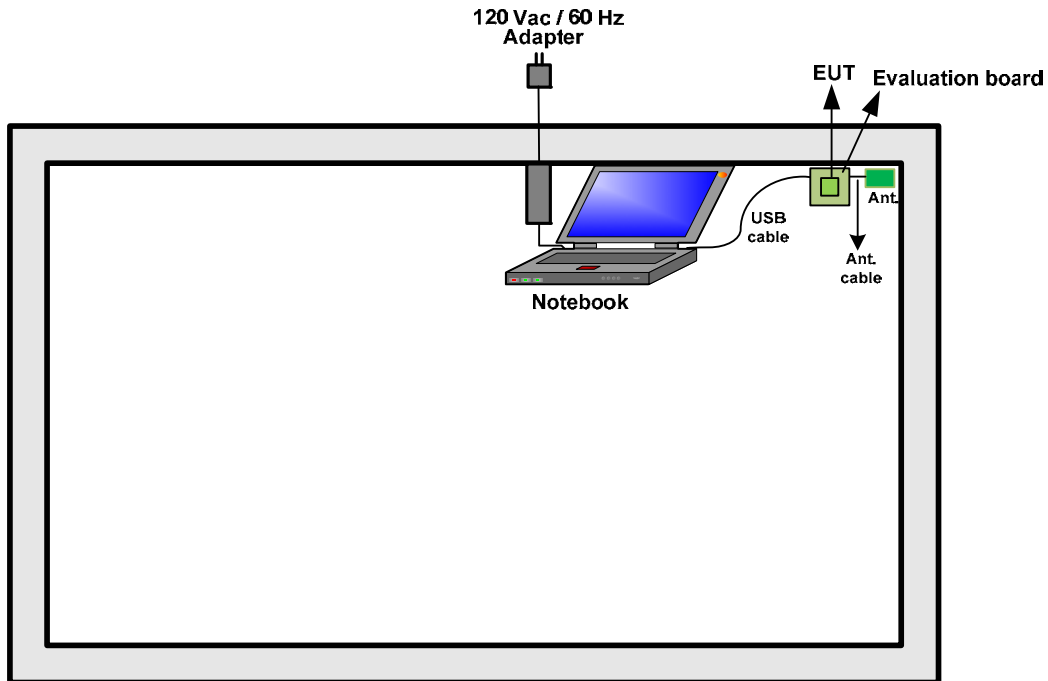 120 Vac / 60 Hz
Adapter
EUT
Evaluation board
Ant.
USB
cable
Ant.
cable
Notebook